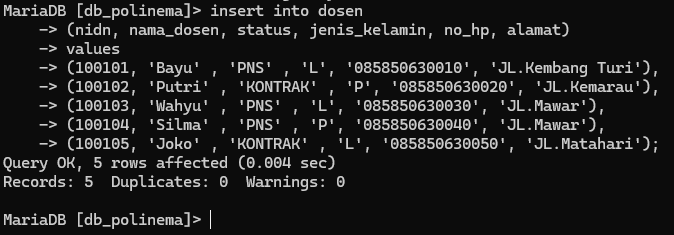 MariaDB [db_polinema]> insert into dosen
    -> (nidn, nama_dosen, status, jenis_kelamin, no_hp, alamat)
    -> values
    -> (100101, 'Bayu' , 'PNS' , 'L', '085850630010', 'JL.Kembang Turi'),
    -> (100102, 'Putri' , 'KONTRAK' , 'P', '085850630020', 'JL.Kemarau'),
    -> (100103, 'Wahyu' , 'PNS' , 'L', '085850630030', 'JL.Mawar'),
    -> (100104, 'Silma' , 'PNS' , 'P', '085850630040', 'JL.Mawar'),
    -> (100105, 'Joko' , 'KONTRAK' , 'L', '085850630050', 'JL.Matahari');
Query OK, 5 rows affected (0.004 sec)
Records: 5  Duplicates: 0  Warnings: 0
MariaDB [db_polinema]>